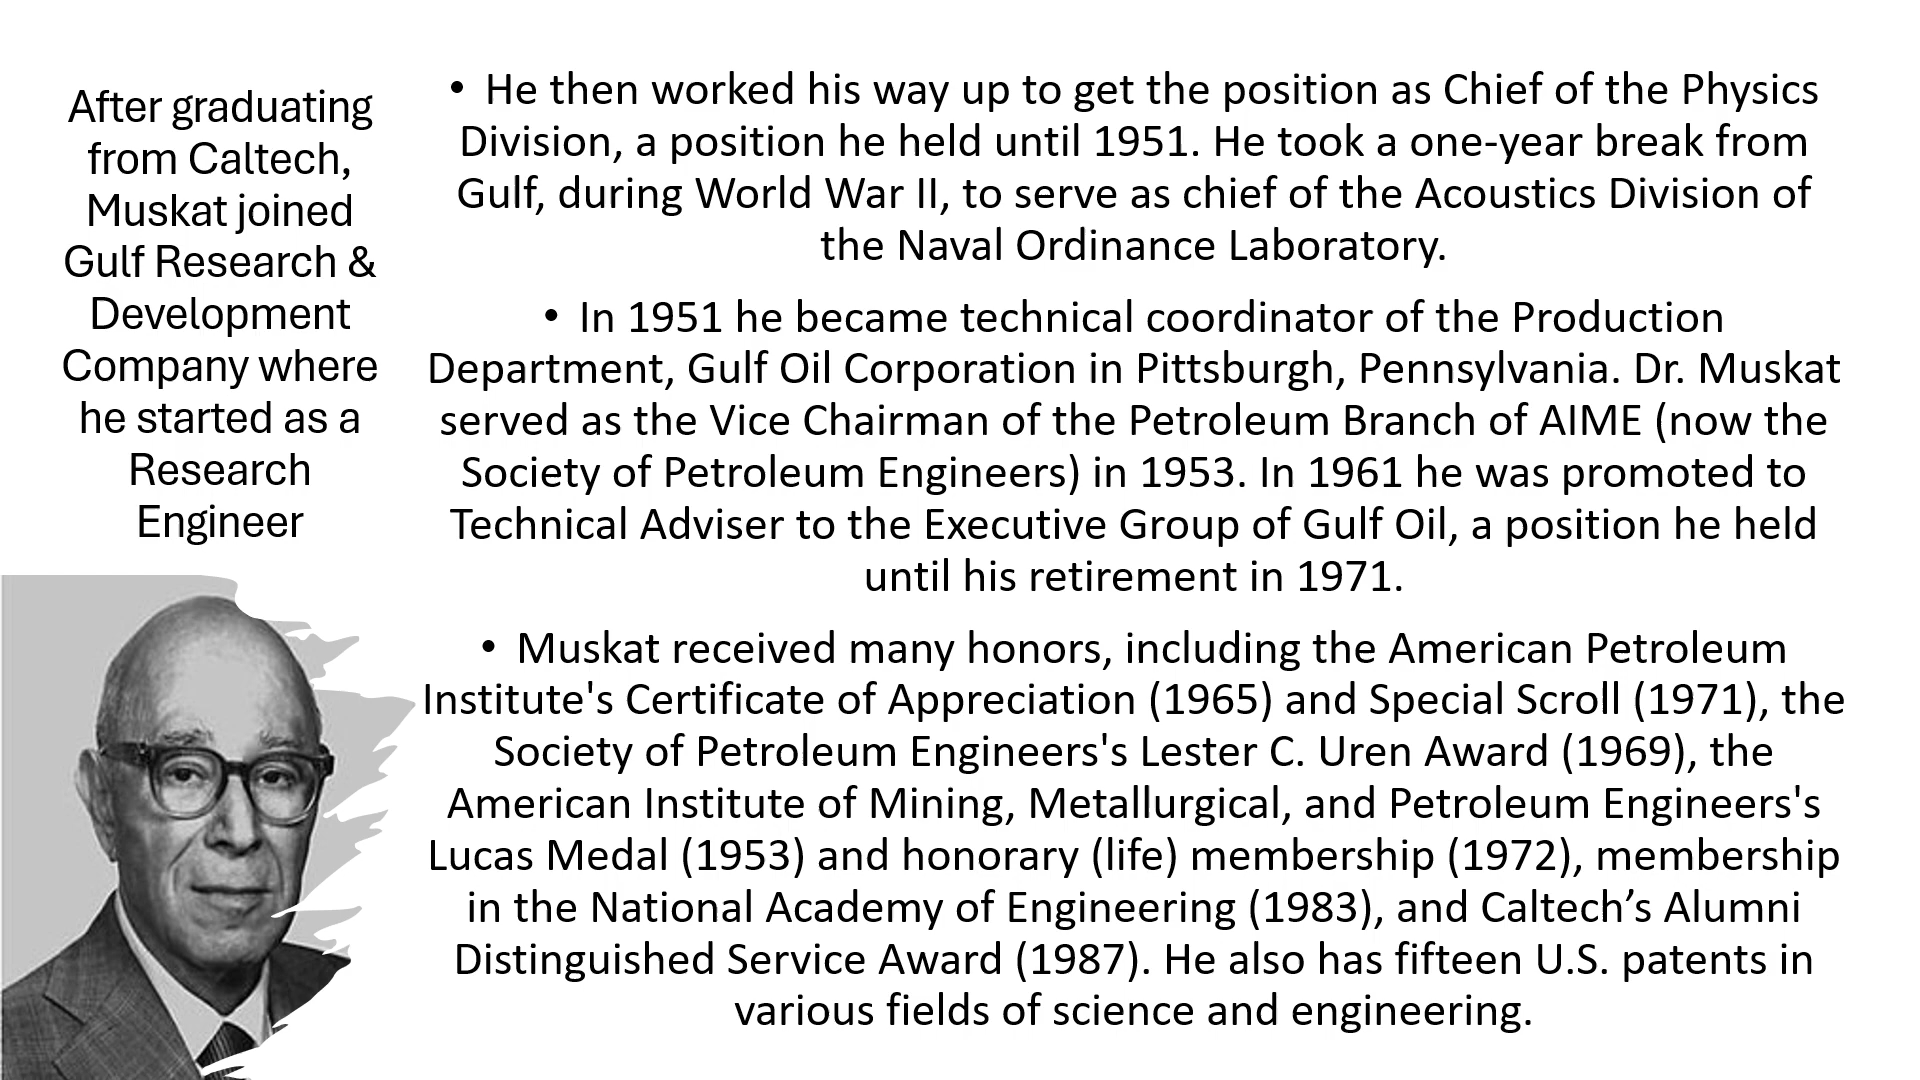 After graduating
from Caltech,
Muskat joined
Gulf Research &
Development
Company where
he started as a
Research
Engineer
• He then worked his way up to get the position as Chief of the Physics
Division, a position he held until 1951. He took a one-year break from
Gulf, during World War II, to serve as chief of the Acoustics Division of
the Naval Ordinance Laboratory.
• In 1951 he became technical coordinator of the Production
Department, Gulf Oil Corporation in Pittsburgh, Pennsylvania. Dr. Muskat
served as the Vice Chairman of the Petroleum Branch of AIME (now the
Society of Petroleum Engineers) in 1953. In 1961 he was promoted to
Technical Adviser to the Executive Group of Gulf Oil, a position he held
until his retirement in 1971.
• Muskat received many honors, including the American Petroleum
Institute's Certificate of Appreciation (1965) and Special Scroll (1971), the
Society of Petroleum Engineers's Lester C. Uren Award (1969), the
American Institute of Mining, Metallurgical, and Petroleum Engineers's
Lucas Medal (1953) and honorary (life) membership (1972), membership
in the National Academy of Engineering (1983), and Caltech’s Alumni
Distinguished Service Award (1987). He also has fifteen U.S. patents in
various fields of science and engineering.